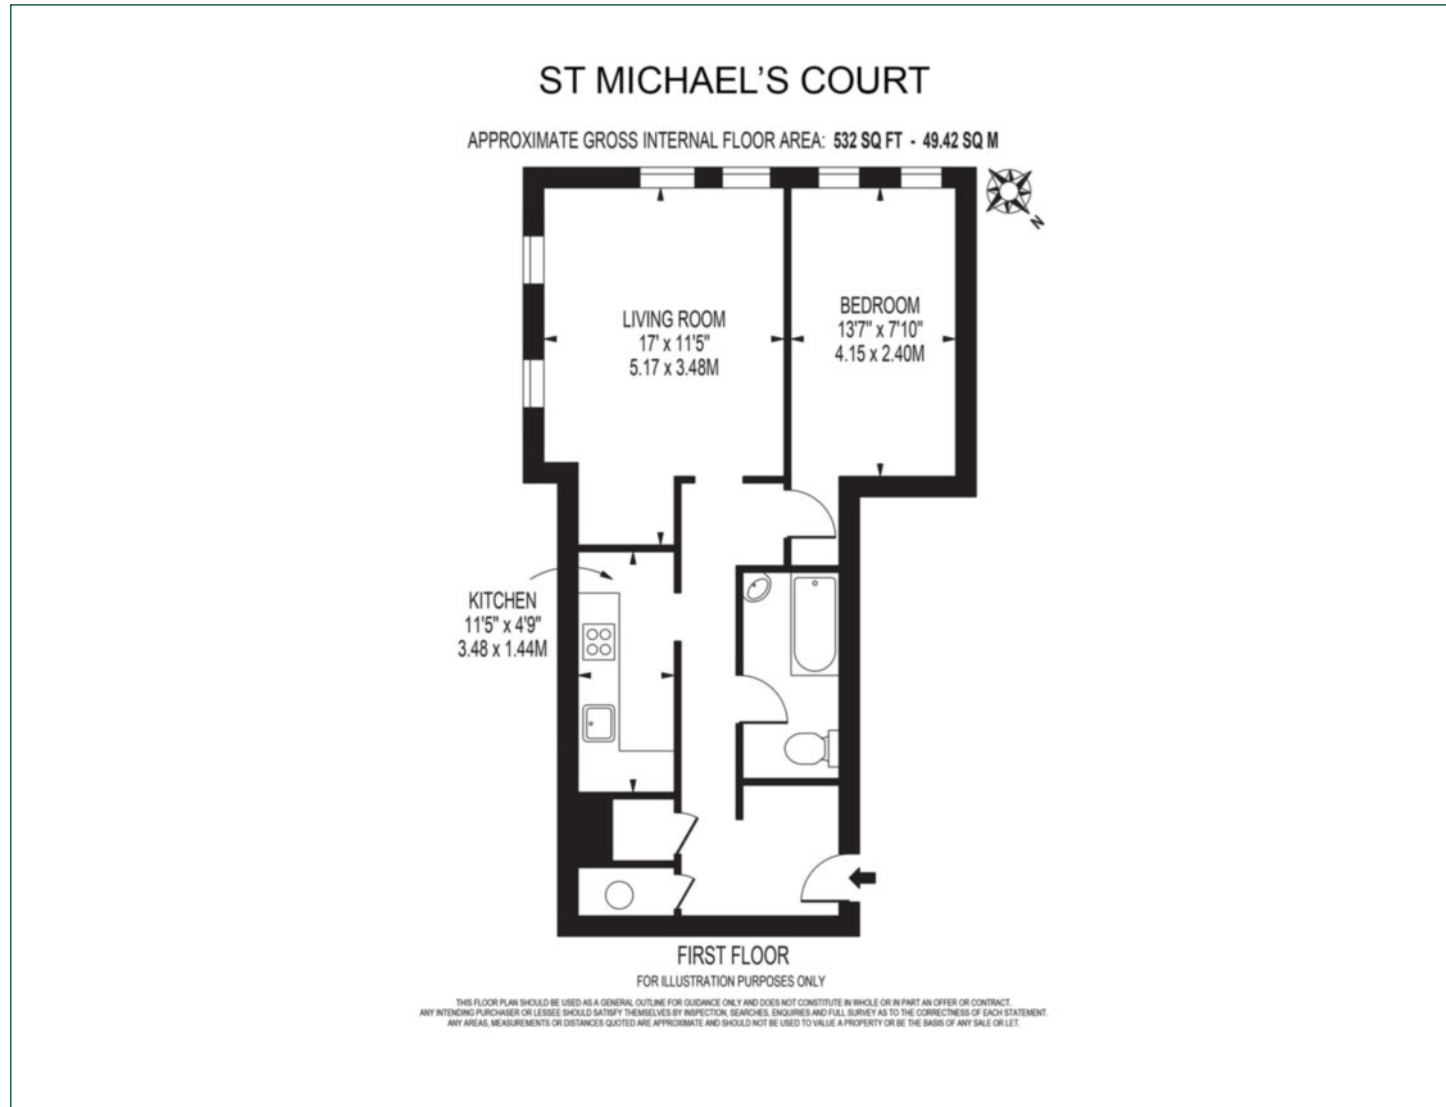 ST MICHAEL'S COURT
APPROXIMATE GROSS INTERNAL FLOOR AREA: 532 SQ FT - 49.42 SQ M
N
LIVING ROOM
17' x 11'5"
5.17 x 3.48M
BEDROOM
13'7" x 7'10"
4.15 x 2.40M
KITCHEN
11'5" x 4'9"
3.48 x 1.44M
FIRST FLOOR
FOR ILLUSTRATION PURPOSES ONLY
THIS FLOOR PLAN SHOULD BE USED AS A GENERAL OUTLINE FOR GUIDANCE ONLY AND DOES NOT CONSTITUTE IN WHOLE OR IN PART AN OFFER OR CONTRACT.
ANY INTENDING PURCHASER OR LESSEE SHOULD SATISFY THEMSELVES BY INSPECTION, SEARCHES, ENQUIRIES AND FULL SURVEY AS TO THE CORRECTNESS OF EACH STATEMENT.
ANY AREAS, MEASUREMENTS OR DISTANCES QUOTED ARE APPROXIMATE AND SHOULD NOT BE USED TO VALUE A PROPERTY OR BE THE BASIS OF ANY SALE OR LET.